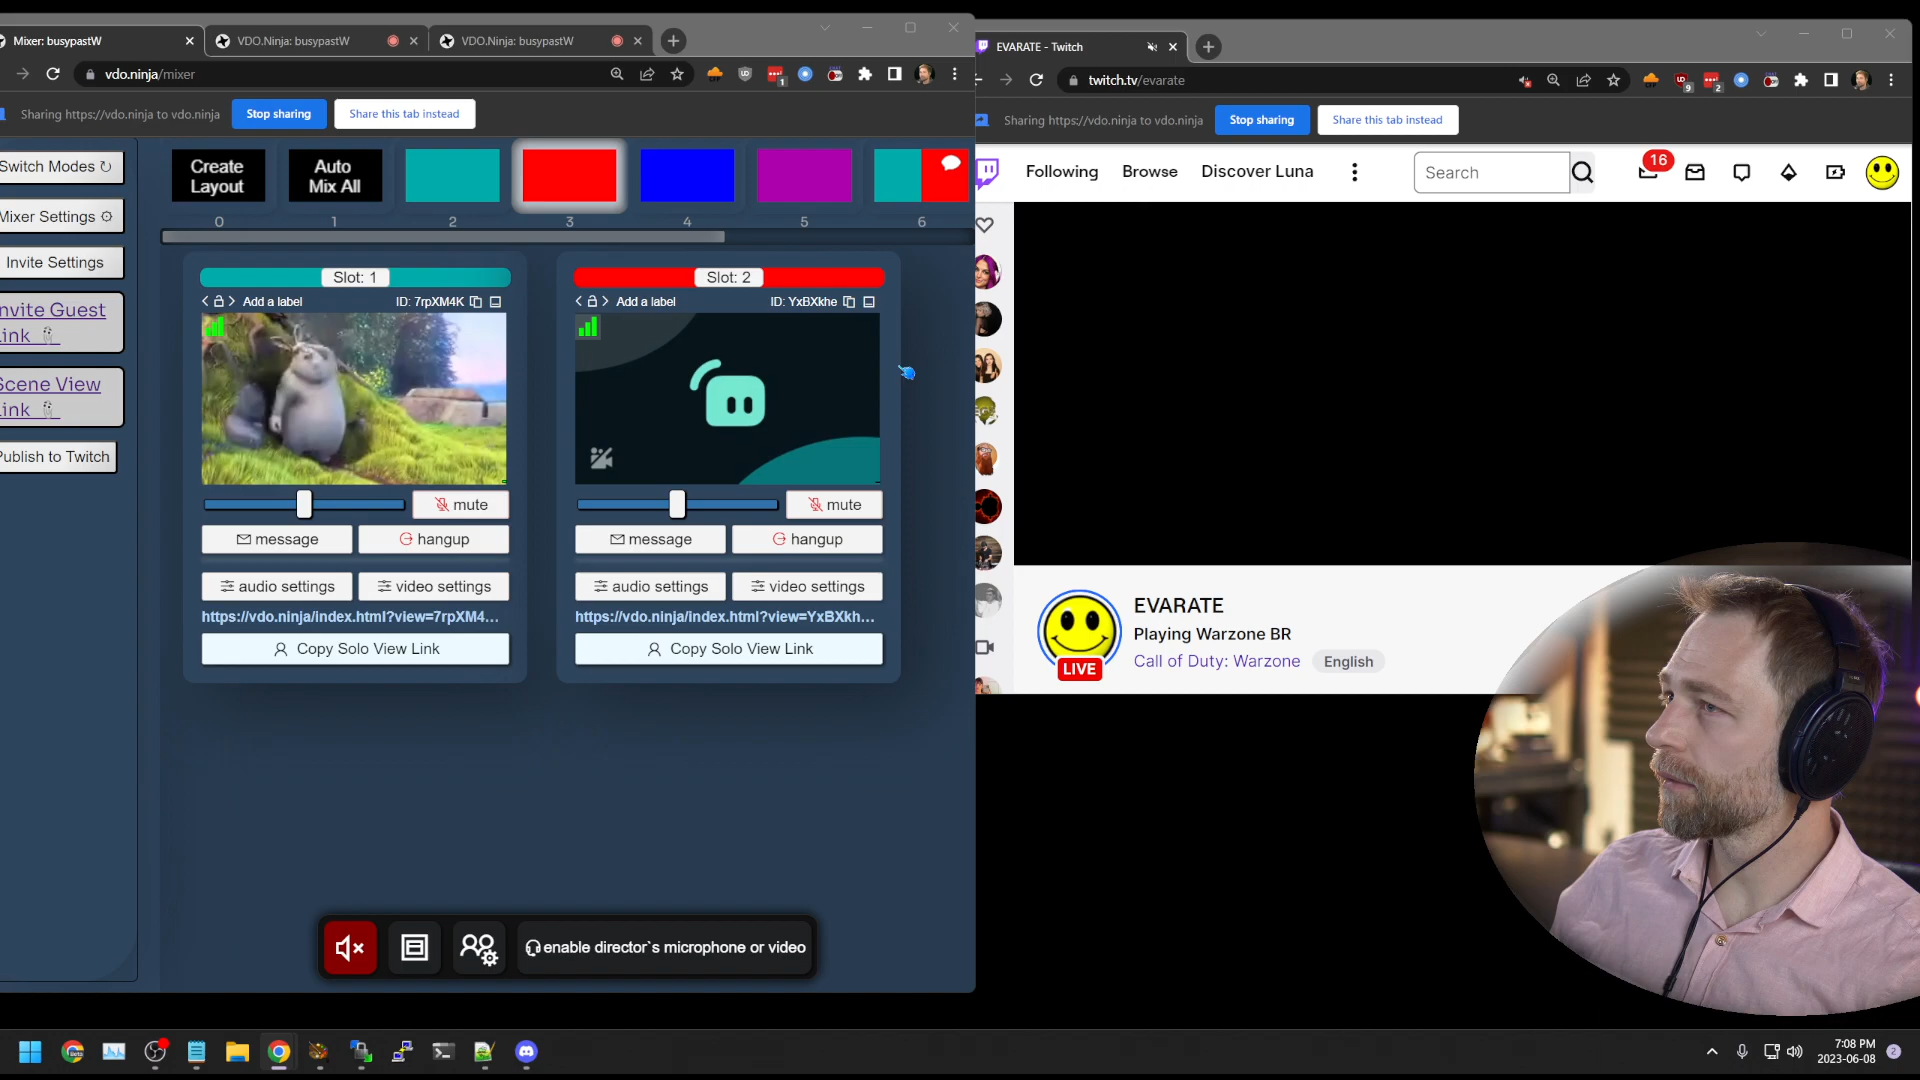 Mixer: busypastW
VDO.Ninja: busypastW
VDO.Ninja: busypastW
EVARATE - Twitch
vdo.ninja/mixer
1
twitch.tv/evarate
9
2
Sharing https://vdo.ninja to vdo.ninja
Stop sharing
Share this tab instead
Sharing https://vdo.ninja to vdo.ninja
Stop sharing
Share this tab instead
Switch Modes
Mixer Settings
Invite Settings
nvite Guest
ink
Scene View
ink
Publish to Twitch
Create
Layout
Auto
Mix All
0
1
2
3
4
5
6
Slot: 1
Add a label
ID: 7rpXM4K
mute
message
hangup
audio settings
video settings
https://vdo.ninja/index.html?view=7rpXM4...
Copy Solo View Link
Slot: 2
Add a label
ID: YxBXkhe
mute
message
hangup
audio settings
video settings
https://vdo.ninja/index.html?view=YxBXkh...
Copy Solo View Link
enable director`s microphone or video
Following
Browse
Discover Luna
Search
16
EVARATE
Playing Warzone BR
Call of Duty: Warzone
English
LIVE
Beta
7:08 PM
2023-06-08
2